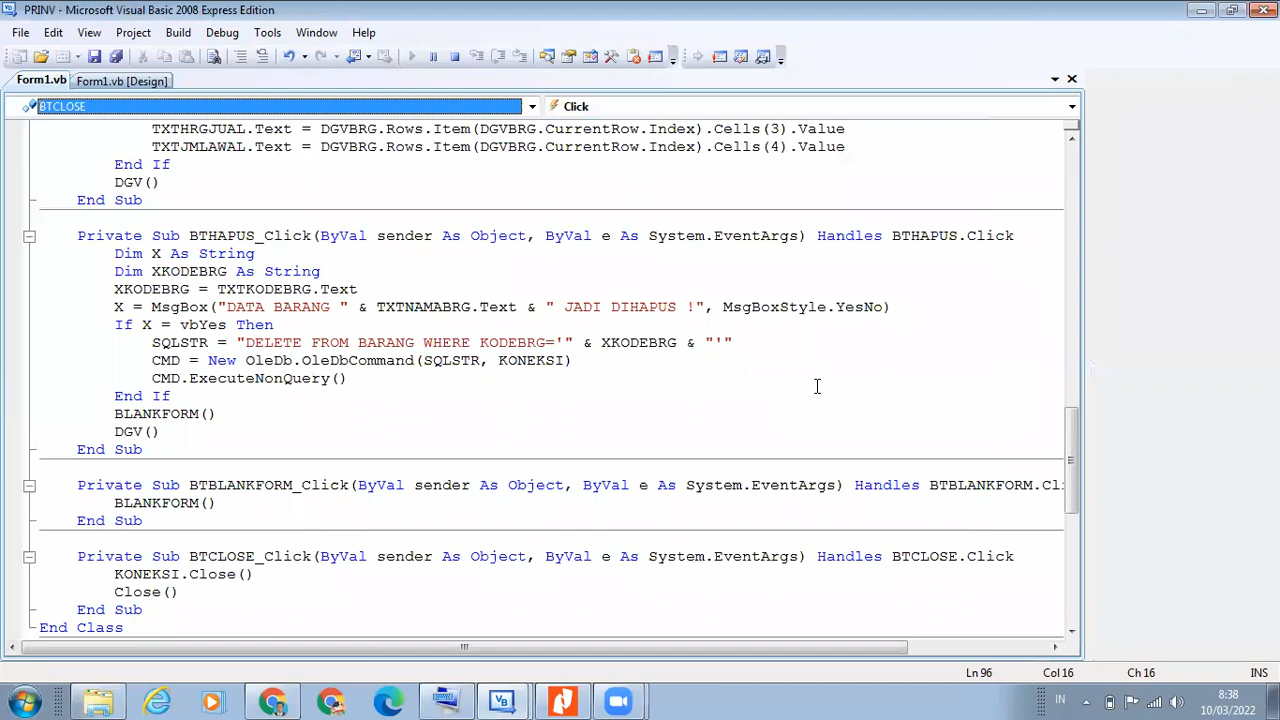 PRINV - Microsoft Visual Basic 2008 Express Edition
File Edit View Project Build Debug Tools Window Help
Form1.vb Form1.vb [Design]
BTCLOSE Click
TXTHRGJUAL.Text = DGVBRG.Rows.Item(DGVBRG.CurrentRow.Index).Cells(3).Value
TXTJMLAWAL.Text = DGVBRG.Rows.Item(DGVBRG.CurrentRow.Index).Cells(4).Value
End If
DGV()
End Sub
Private Sub BTHAPUS_Click(ByVal sender As Object, ByVal e As System.EventArgs) Handles BTHAPUS.Click
Dim X As String
Dim XKODEBRG As String
XKODEBRG = TXTKODEBRG.Text
X = MsgBox("DATA BARANG " & TXTNAMABRG.Text & " JADI DIHAPUS !", MsgBoxStyle.YesNo)
If X = vbYes Then
SQLSTR = "DELETE FROM BARANG WHERE KODEBRG='" & XKODEBRG & "'"
CMD = New OleDb.OleDbCommand(SQLSTR, KONEKSI)
CMD.ExecuteNonQuery()
End If
BLANKFORM()
DGV()
End Sub
Private Sub BTBLANKFORM_Click(ByVal sender As Object, ByVal e As System.EventArgs) Handles BTBLANKFORM.Cli
BLANKFORM()
End Sub
Private Sub BTCLOSE_Click(ByVal sender As Object, ByVal e As System.EventArgs) Handles BTCLOSE.Click
KONEKSI.Close()
Close()
End Sub
End Class
Ln 96 Col 16 Ch 16 INS
IN 8:38
10/03/2022